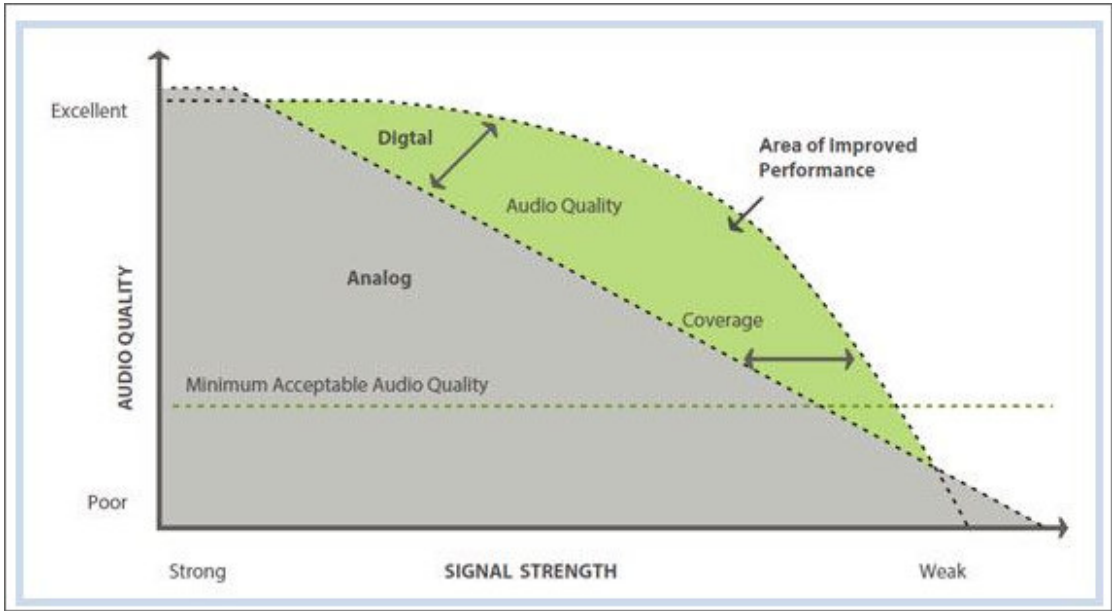 Excellent
Digtal
Area of Improved
Performance
Audio Quality
Analog
AUDIO QUALITY
Coverage
Minimum Acceptable Audio Quality
Poor
Strong
SIGNAL STRENGTH
Weak